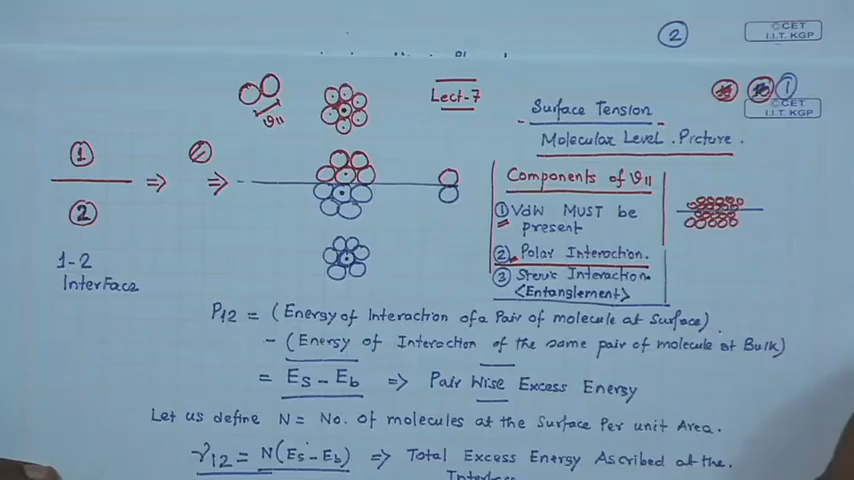 2
©CET
I.I.T. KGP
1
©CET
I.I.T. KGP
Lect-7
Surface Tension
Molecular Level Picture.
ϑ11
1
2
1-2
Interface
Components of ϑ11
① VdW MUST be
present
② Polar Interaction.
③ Steric Interaction.
<Entanglement>
P12 = (Energy of Interaction of a Pair of molecule at Surface).
- (Energy of Interaction of the same pair of molecule at Bulk)
= Es - Eb => Pair Wise Excess Energy
Let us define N = No. of molecules at the Surface Per unit Area.
γ12 = N(Es - Eb) => Total Excess Energy Ascribed at the.